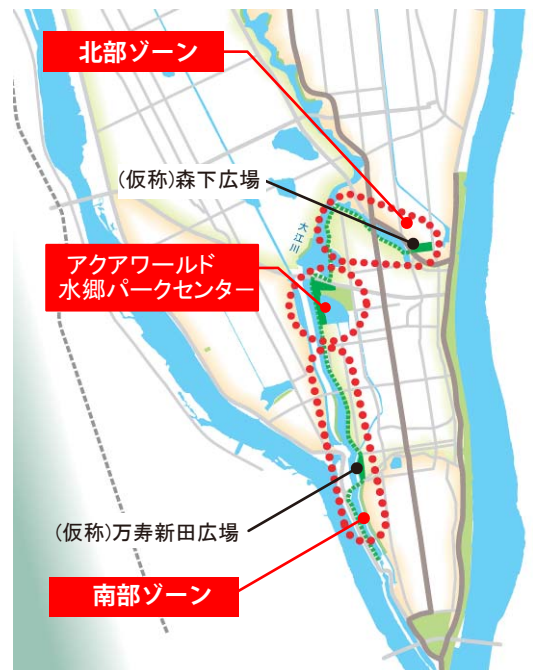 北部ゾーン
(仮称)森下広場
大江川
アクアワールド
水郷パークセンター
(仮称)万寿新田広場
南部ゾーン